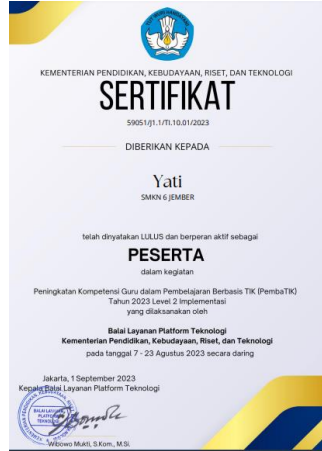 KEMENTERIAN PENDIDIKAN, KEBUDAYAAN, RISET, DAN TEKNOLOGI
SERTIFIKAT
59051/J1.1/TI.10.01/2023
DIBERIKAN KEPADA
Yati
SMKN 6 JEMBER
telah dinyatakan LULUS dan berperan aktif sebagai
PESERTA
dalam kegiatan
Peningkatan Kompetensi Guru dalam Pembelajaran Berbasis TIK (PembaTIK)
Tahun 2023 Level 2 Implementasi
yang dilaksanakan oleh
Balai Layanan Platform Teknologi
Kementerian Pendidikan, Kebudayaan, Riset, dan Teknologi
pada tanggal 7 - 23 Agustus 2023 secara daring
Jakarta, 1 September 2023
Kepala Balai Layanan Platform Teknologi
BALAI LAYANAN
PLATFORM
TEKNOLOGI
Wibowo Mukti, S.Kom., M.Si.